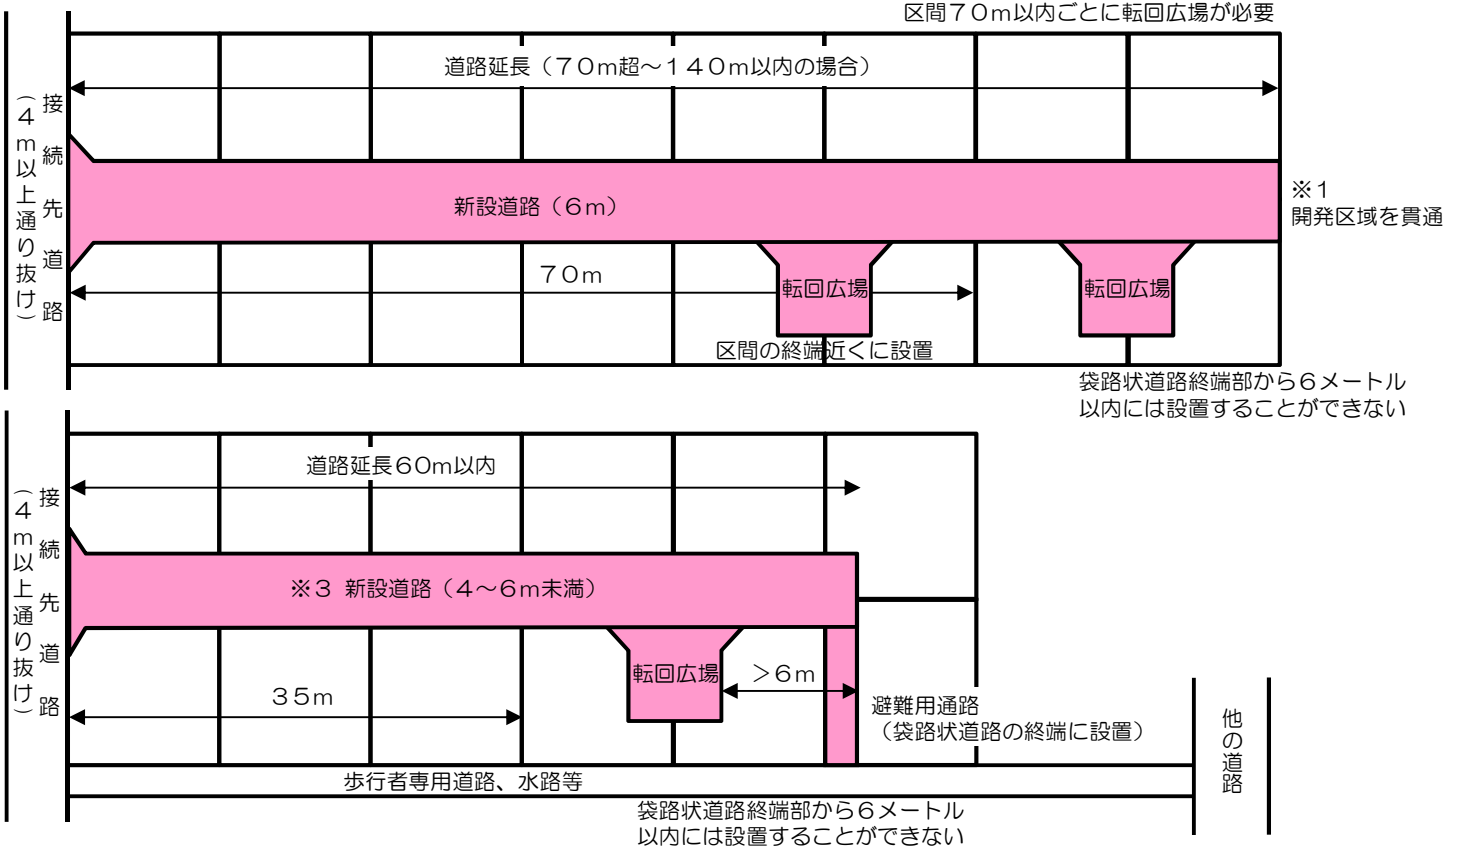 区間70m以内ごとに転回広場が必要
道路延長（70m超～140m以内の場合）
接続先道路
（4m以上通り抜け）
新設道路（6m）
※1
開発区域を貫通
70m
転回広場
転回広場
区間の終端近くに設置
袋路状道路終端部から6メートル
以内には設置することができない
道路延長60m以内
接続先道路
（4m以上通り抜け）
※3 新設道路（4～6m未満）
転回広場
＞6m
35m
避難用通路
（袋路状道路の終端に設置）
他の道路
歩行者専用道路、水路等
袋路状道路終端部から6メートル
以内には設置することができない